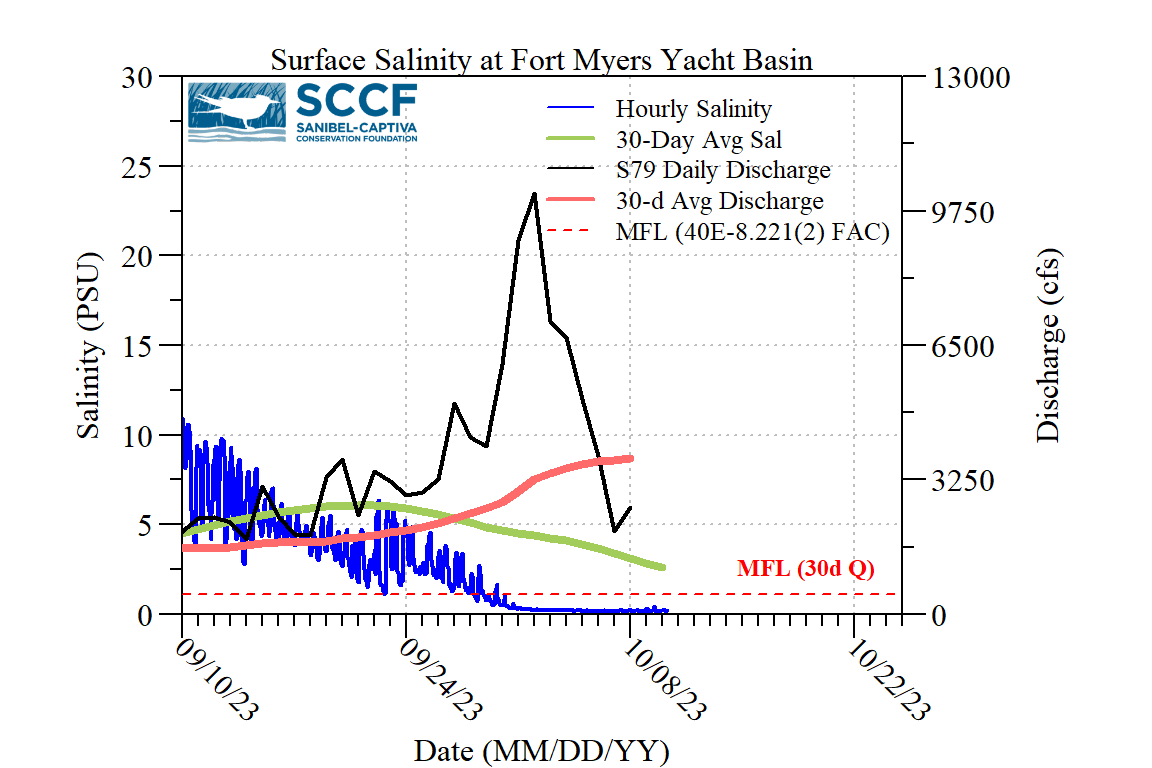 Surface Salinity at Fort Myers Yacht Basin
SCCF
SANIBEL-CAPTIVA
CONSERVATION FOUNDATION
Hourly Salinity
30-Day Avg Sal
S79 Daily Discharge
30-d Avg Discharge
MFL (40E-8.221(2) FAC)
30
25
20
15
10
5
0
Salinity (PSU)
13000
9750
6500
3250
0
Discharge (cfs)
MFL (30d Q)
09/10/23
09/24/23
10/08/23
10/22/23
Date (MM/DD/YY)